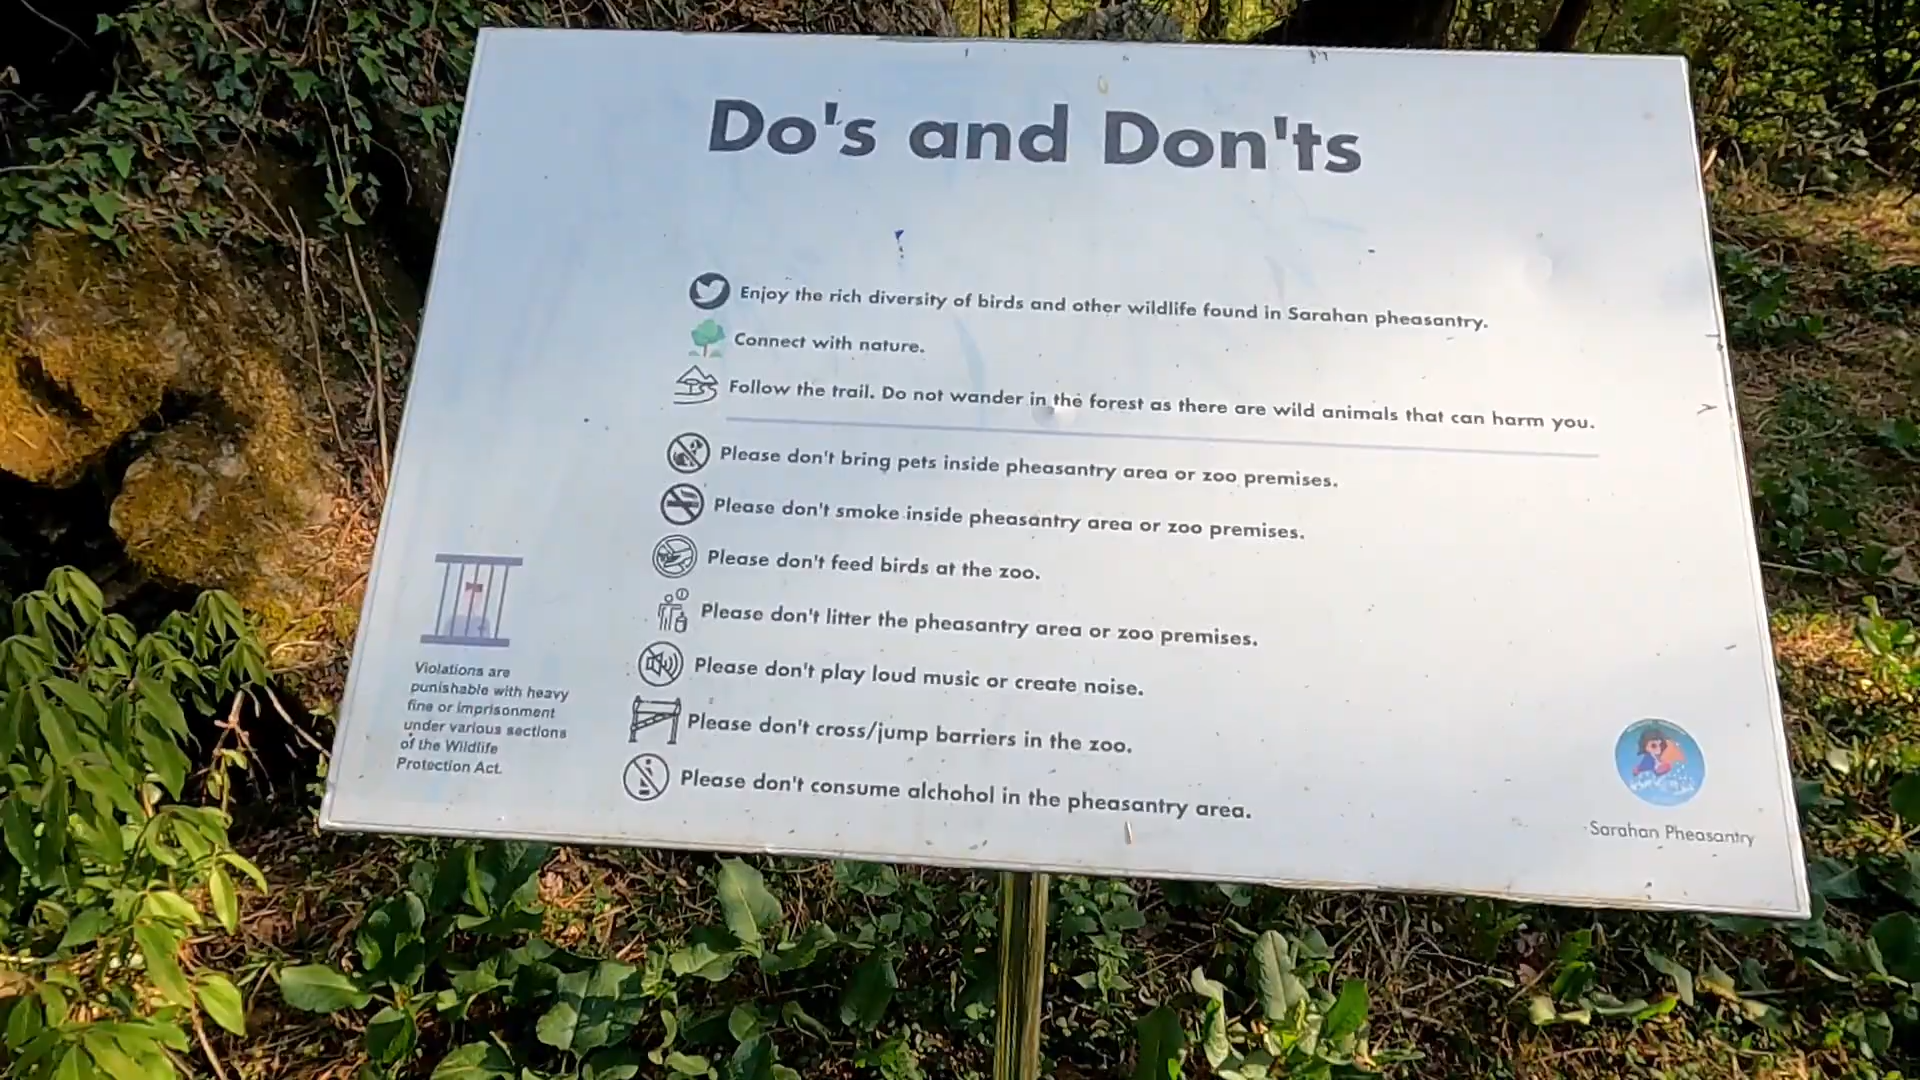 Do's and Don'ts
Enjoy the rich diversity of birds and other wildlife found in Sarahan pheasantry.
Connect with nature.
Follow the trail. Do not wander in the forest as there are wild animals that can harm you.
Please don't bring pets inside pheasantry area or zoo premises.
Please don't smoke inside pheasantry area or zoo premises.
Please don't feed birds at the zoo.
Please don't litter the pheasantry area or zoo premises.
Please don't play loud music or create noise.
Please don't cross/jump barriers in the zoo.
Please don't consume alchohol in the pheasantry area.
Violations are
punishable with heavy
fine or imprisonment
under various sections
of the Wildlife
Protection Act.
Sarahan Pheasantry